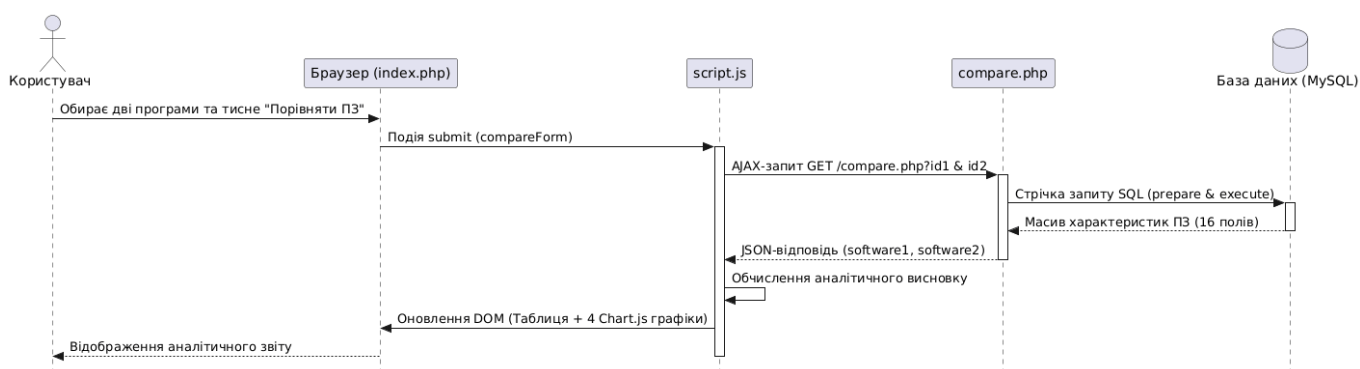 Користувач
Браузер (index.php)
script.js
compare.php
База даних (MySQL)
Обирає дві програми та тисне "Порівняти ПЗ"
Подія submit (compareForm)
AJAX-запит GET /compare.php?id1 & id2
Стрічка запиту SQL (prepare & execute)
Масив характеристик ПЗ (16 полів)
JSON-відповідь (software1, software2)
Обчислення аналітичного висновку
Оновлення DOM (Таблиця + 4 Chart.js графіки)
Відображення аналітичного звіту